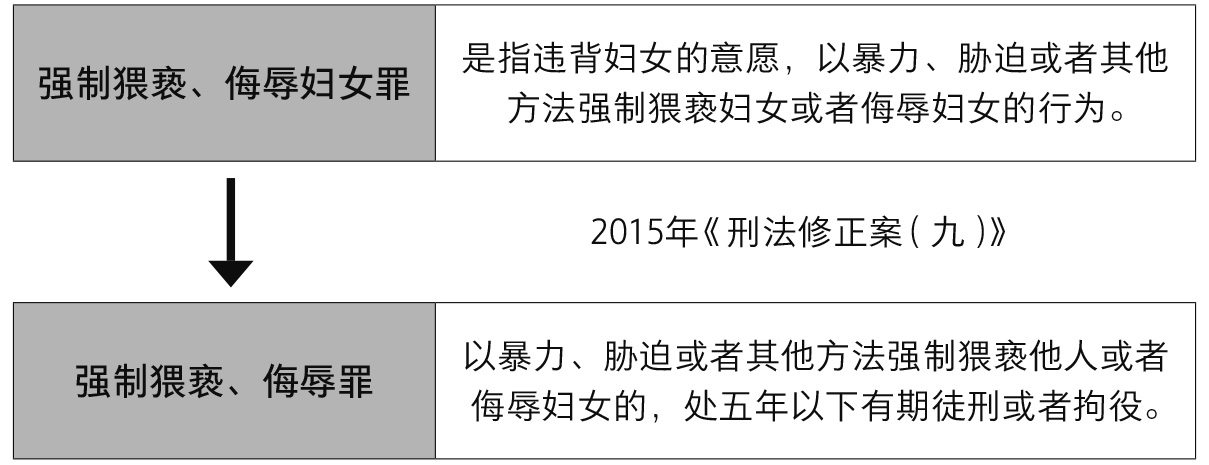 强制猥亵、侮辱妇女罪
是指违背妇女的意愿，以暴力、胁迫或者其他
方法强制猥亵妇女或者侮辱妇女的行为。
2015年《刑法修正案（九）》
强制猥亵、侮辱罪
以暴力、胁迫或者其他方法强制猥亵他人或者
侮辱妇女的，处五年以下有期徒刑或者拘役。